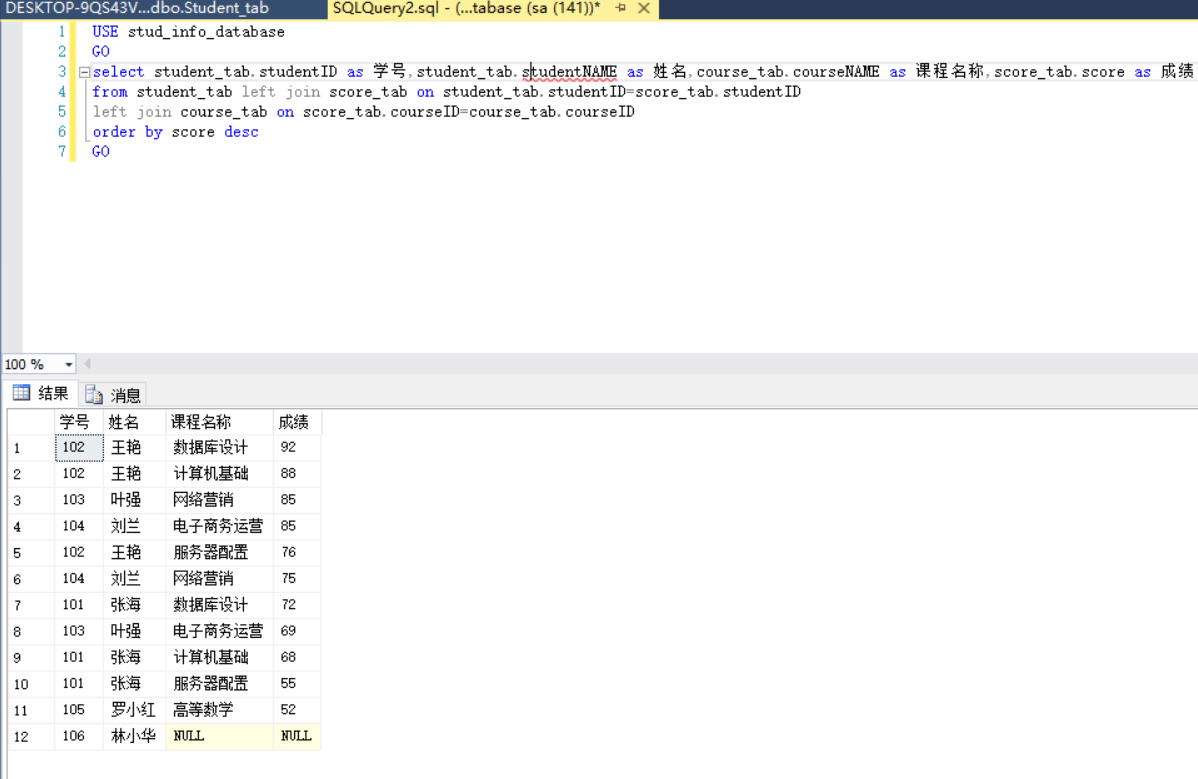 DESKTOP-9QS43V...dbo.Student_tab SQLQuery2.sql - (...tabase (sa (141))*
1 USE stud_info_database
2 GO
3 select student_tab.studentID as 学号,student_tab.studentNAME as 姓名,course_tab.courseNAME as 课程名称,score_tab.score as 成绩
4 from student_tab left join score_tab on student_tab.studentID=score_tab.studentID
5 left join course_tab on score_tab.courseID=course_tab.courseID
6 order by score desc
7 GO
100 %
结果 消息
学号 姓名 课程名称 成绩
1 102 王艳 数据库设计 92
2 102 王艳 计算机基础 88
3 103 叶强 网络营销 85
4 104 刘兰 电子商务运营 85
5 102 王艳 服务器配置 76
6 104 刘兰 网络营销 75
7 101 张海 数据库设计 72
8 103 叶强 电子商务运营 69
9 101 张海 计算机基础 68
10 101 张海 服务器配置 55
11 105 罗小红 高等数学 52
12 106 林小华 NULL NULL